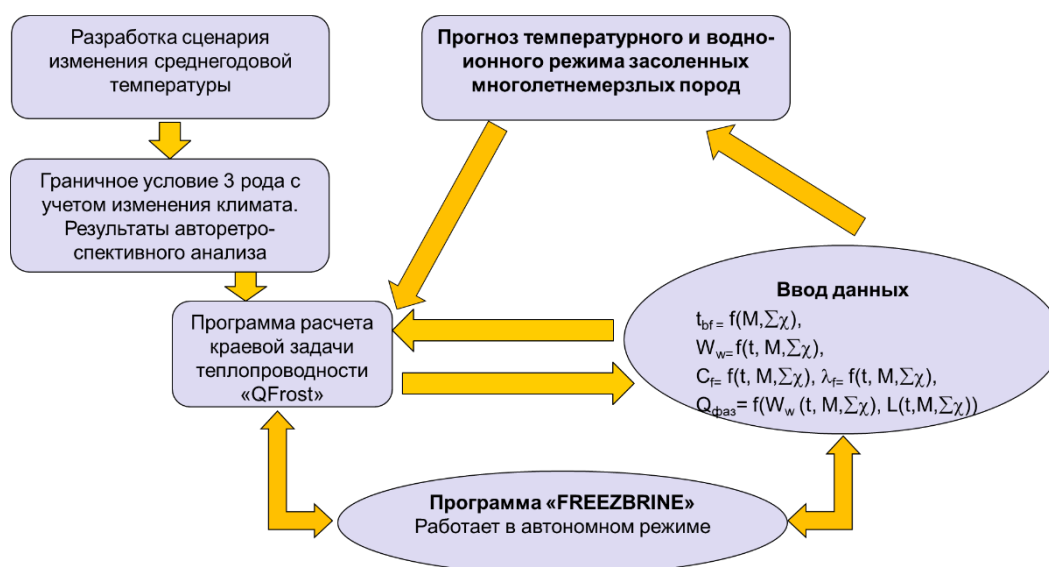 Разработка сценария
изменения среднегодовой
температуры
Прогноз температурного и водно-
ионного режима засоленных
многолетнемерзлых пород
Граничное условие 3 рода с
учетом изменения климата.
Результаты авторетро-
спективного анализа
Программа расчета
краевой задачи
теплопроводности
«QFrost»
Ввод данных
t_bf = f(M,∑χ),
W_w= f(t, M,∑χ),
C_f= f(t, M,∑χ), λ_f= f(t, M,∑χ),
Q_фаз= f(W_w (t, M,∑χ), L(t,M,∑χ))
Программа «FREEZBRINE»
Работает в автономном режиме